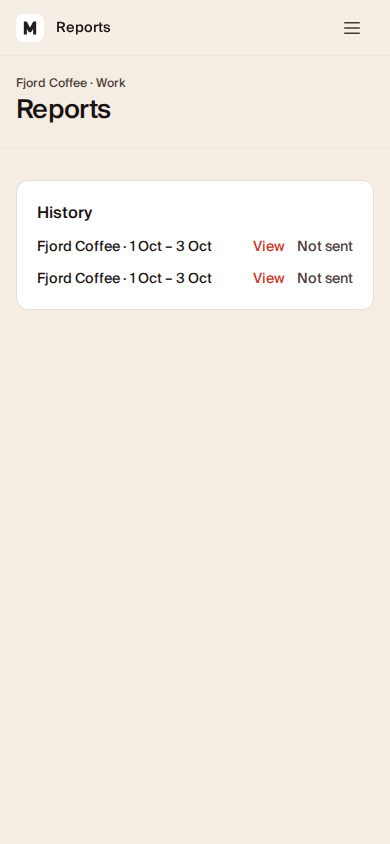 M Reports
Fjord Coffee · Work
Reports
History
Fjord Coffee · 1 Oct – 3 Oct View Not sent
Fjord Coffee · 1 Oct – 3 Oct View Not sent